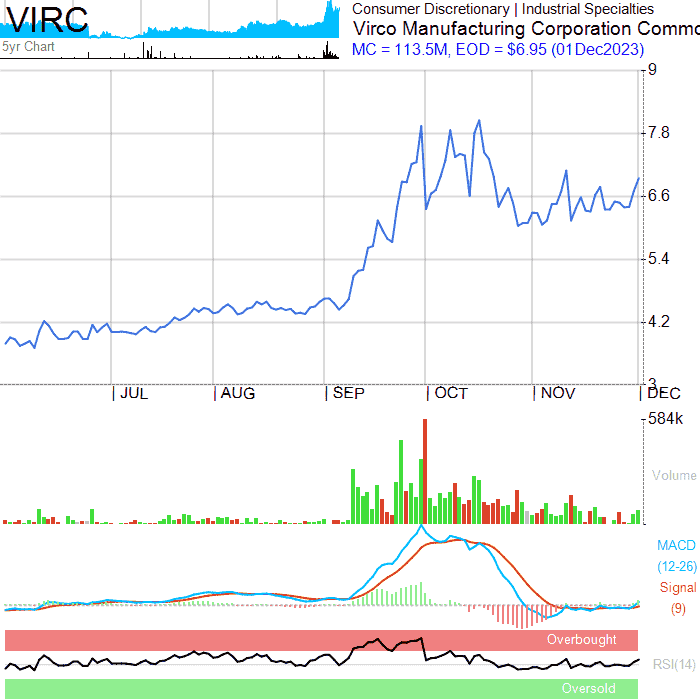 VIRC
5yr Chart
Consumer Discretionary | Industrial Specialties
Virco Manufacturing Corporation Commo
MC = 113.5M, EOD = $6.95 (01Dec2023)
9
7.8
6.6
5.4
4.2
3
JUL
AUG
SEP
OCT
NOV
DEC
584k
Volume
MACD
(12-26)
Signal
(9)
Overbought
RSI(14)
Oversold